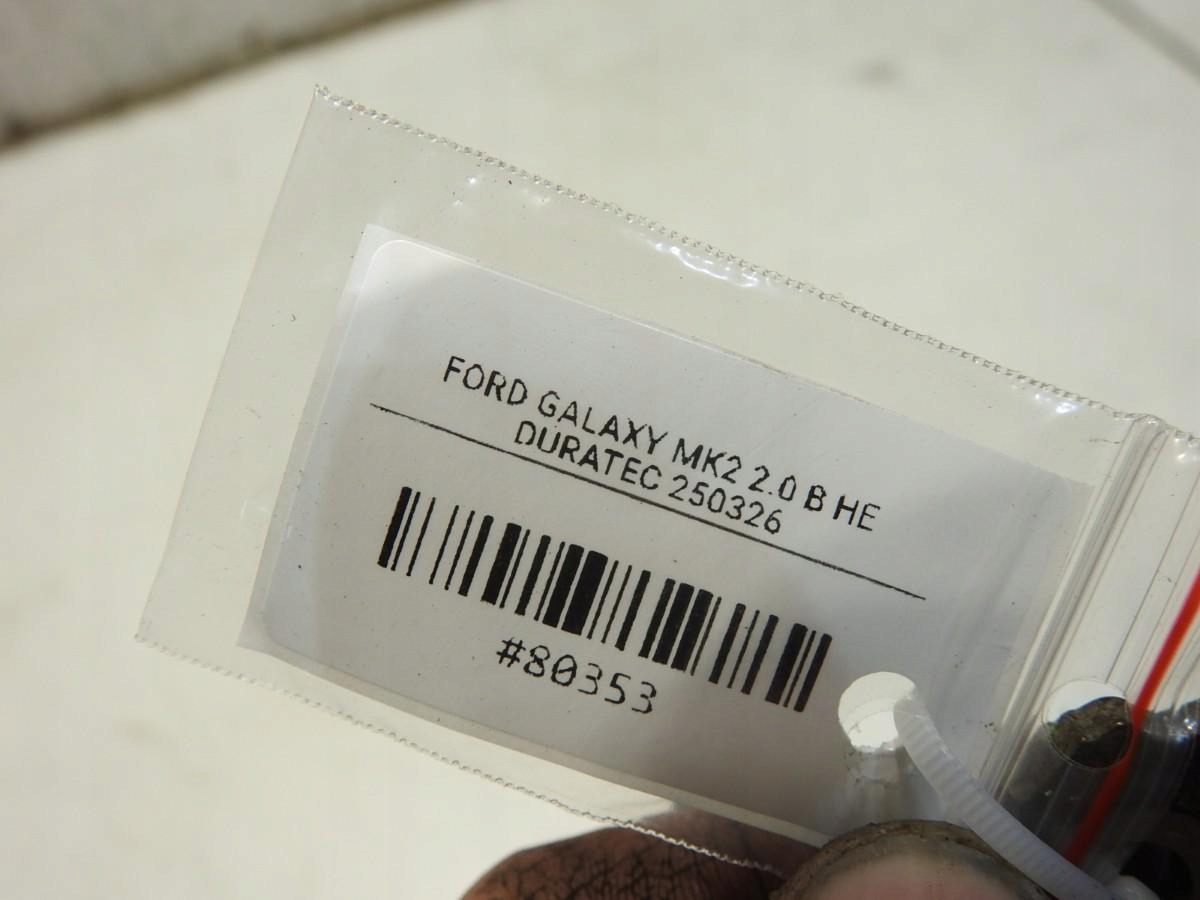 FORD GALAXY MK2 2.0 B HE
DURATEC 250326
#80353